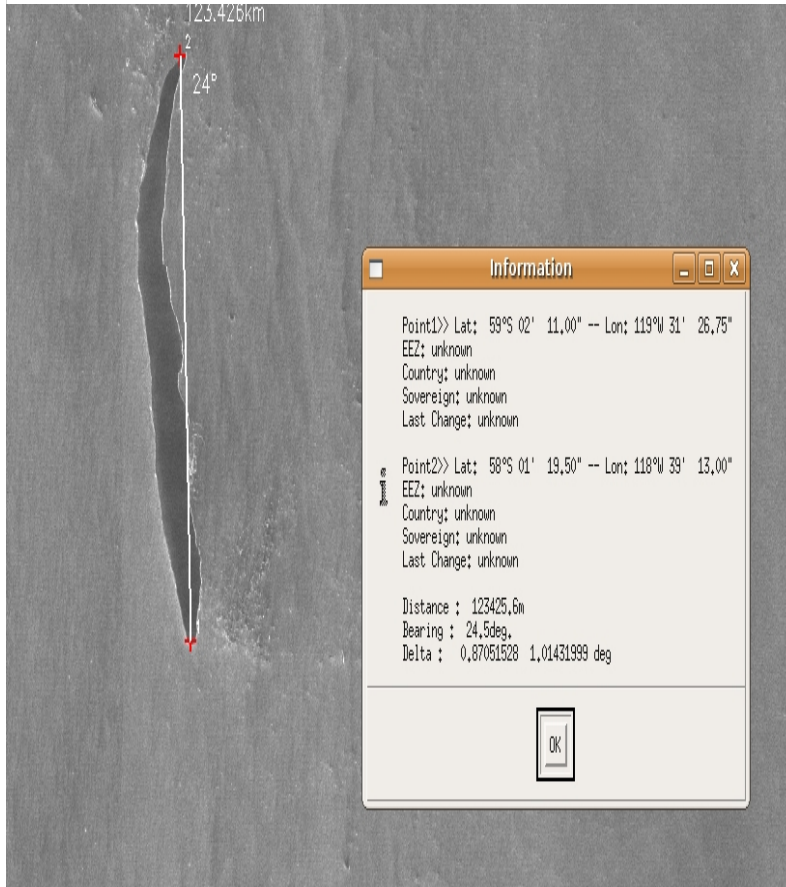 123.426km
2
24°
Information
Point1>> Lat: 59°S 02' 11.00" -- Lon: 119°W 31' 26.75"
EEZ: unknown
Country: unknown
Sovereign: unknown
Last Change: unknown
Point2>> Lat: 58°S 01' 19.50" -- Lon: 118°W 39' 13.00"
EEZ: unknown
Country: unknown
Sovereign: unknown
Last Change: unknown
Distance : 123425.6m
Bearing : 24.5deg.
Delta : 0.87051528 1.01431999 deg
OK